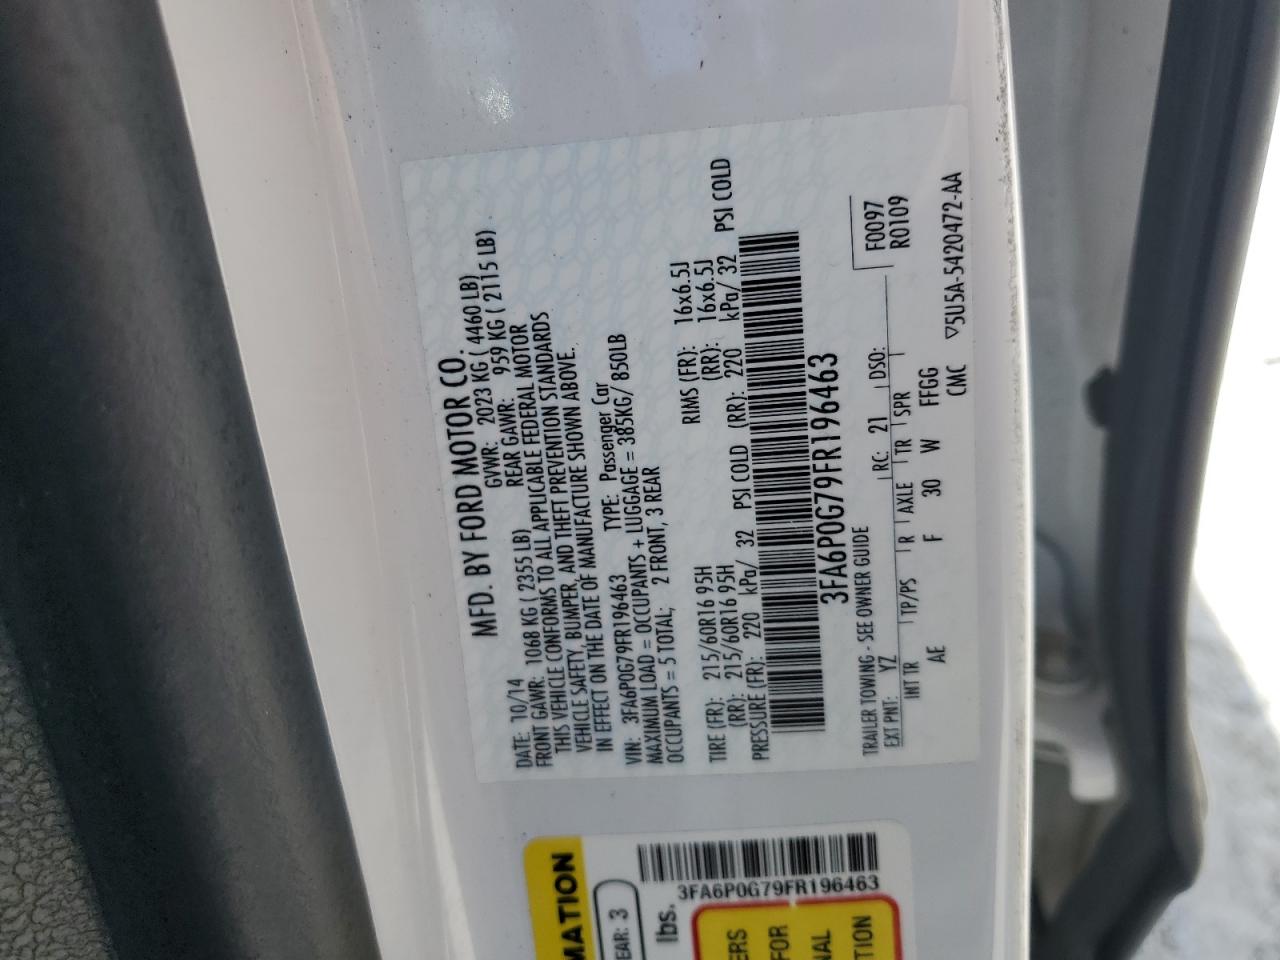 MFD. BY FORD MOTOR CO.
DATE: 10/14 GVWR: 2023 KG ( 4460 LB)
FRONT GAWR: 1068 KG ( 2355 LB) REAR GAWR: 959 KG ( 2115 LB)
THIS VEHICLE CONFORMS TO ALL APPLICABLE FEDERAL MOTOR
VEHICLE SAFETY, BUMPER, AND THEFT PREVENTION STANDARDS
IN EFFECT ON THE DATE OF MANUFACTURE SHOWN ABOVE.
VIN: 3FA6P0G79FR196463 TYPE: Passenger Car
MAXIMUM LOAD = OCCUPANTS + LUGGAGE = 385KG/ 850LB
OCCUPANTS = 5 TOTAL; 2 FRONT, 3 REAR
TIRE (FR): 215/60R16 95H RIMS (FR): 16x6.5J
(RR): 215/60R16 95H (RR): 16x6.5J
PRESSURE (FR): 220 kPa/ 32 PSI COLD (RR): 220 kPa/ 32 PSI COLD
3FA6P0G79FR196463
TRAILER TOWING - SEE OWNER GUIDE F0097
EXT PNT: YZ RC: 21 DSO: R0109
INT TR TP/PS R AXLE TR SPR
AE F 30 W FFGG
CMC ▽5U5A-5420472-AA
MATION
EAR: 3
lbs.
3FA6P0G79FR196463
ERS
FOR
NAL
TION